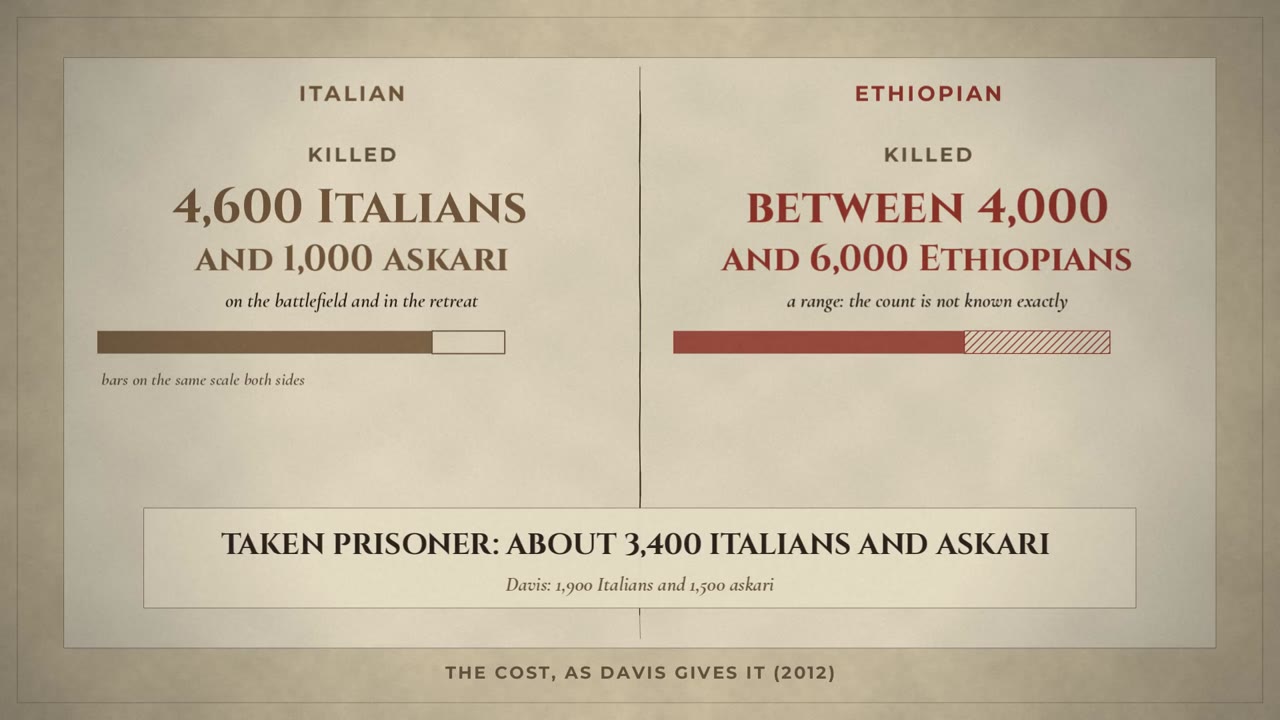 ITALIAN
KILLED
4,600 Italians
and 1,000 askari
on the battlefield and in the retreat
bars on the same scale both sides
ETHIOPIAN
KILLED
between 4,000
and 6,000 Ethiopians
a range: the count is not known exactly
TAKEN PRISONER: ABOUT 3,400 ITALIANS AND ASKARI
Davis: 1,900 Italians and 1,500 askari
THE COST, AS DAVIS GIVES IT (2012)